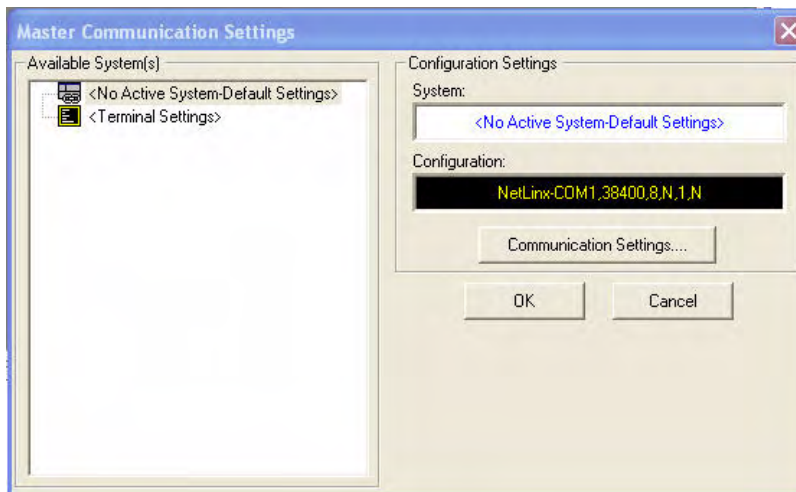 Master Communication Settings
Available System(s)
<No Active System-Default Settings>
<Terminal Settings>
Configuration Settings
System:
<No Active System-Default Settings>
Configuration:
NetLinx-COM1,38400,8,N,1,N
Communication Settings....
OK
Cancel